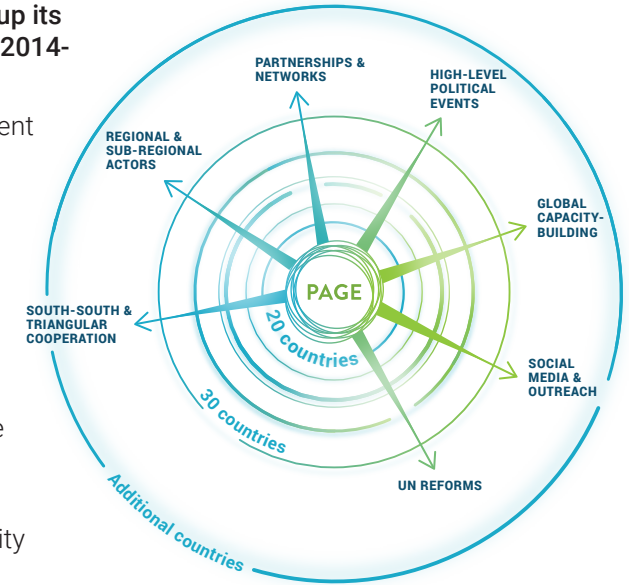 up its
2014-
ent
e
ity
PARTNERSHIPS &
NETWORKS
HIGH-LEVEL
POLITICAL
EVENTS
REGIONAL &
SUB-REGIONAL
ACTORS
GLOBAL
CAPACITY-
BUILDING
PAGE
SOUTH-SOUTH &
TRIANGULAR
COOPERATION
20 countries
SOCIAL
MEDIA &
OUTREACH
30 countries
UN REFORMS
Additional countries